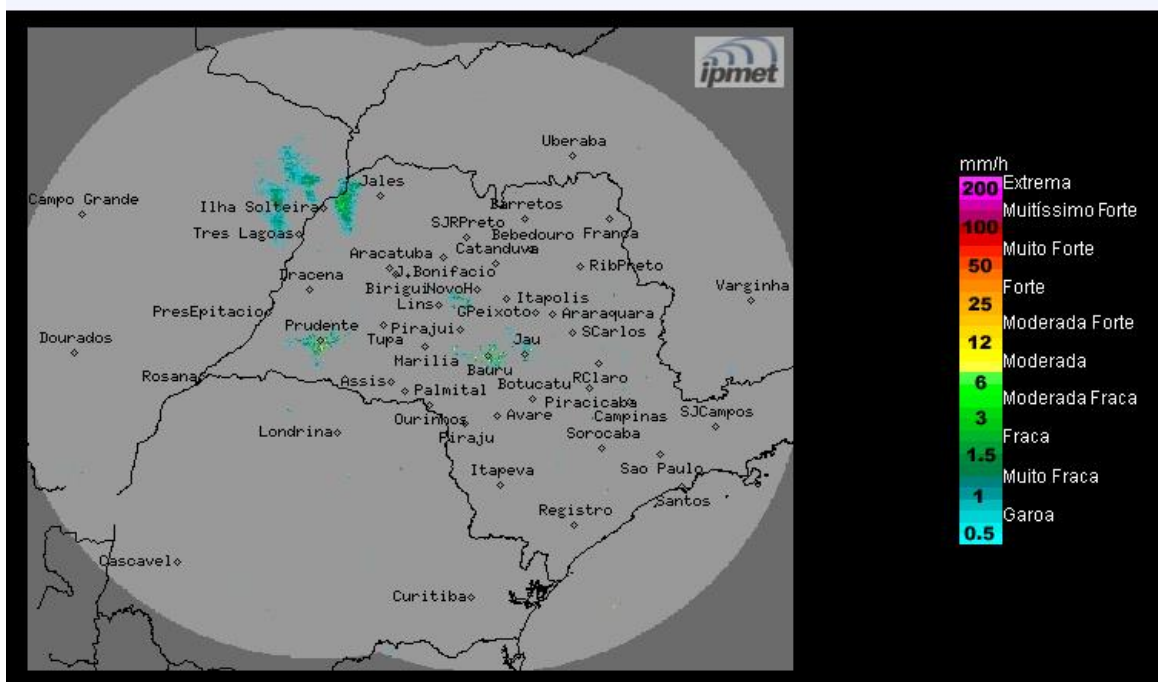 ipmet
Uberaba
Jales
Campo Grande
Ilha Solteira
Barretos
SJRPreto
Tres Lagoas
Bebedouro
Franca
Aracatuba
Catanduva
J.Bonifacio
RibPreto
Dracena
Birigui
NovoH
Varginha
Lins
Itapolis
PresEpitacio
GPeixoto
Araraquara
Prudente
Pirajui
SCarlos
Dourados
Tupa
Jau
Marilia
Bauru
Rosana
Assis
RClaro
Palmital
Botucatu
Piracicaba
Ourinhos
Avare
Campinas
SJCampos
Londrina
Piraju
Sorocaba
Itapeva
Sao Paulo
Santos
Registro
Cascavel
Curitiba
mm/h
200 Extrema
Muitíssimo Forte
100
Muito Forte
50
Forte
25
Moderada Forte
12
Moderada
6
Moderada Fraca
3
Fraca
1.5
Muito Fraca
1
Garoa
0.5